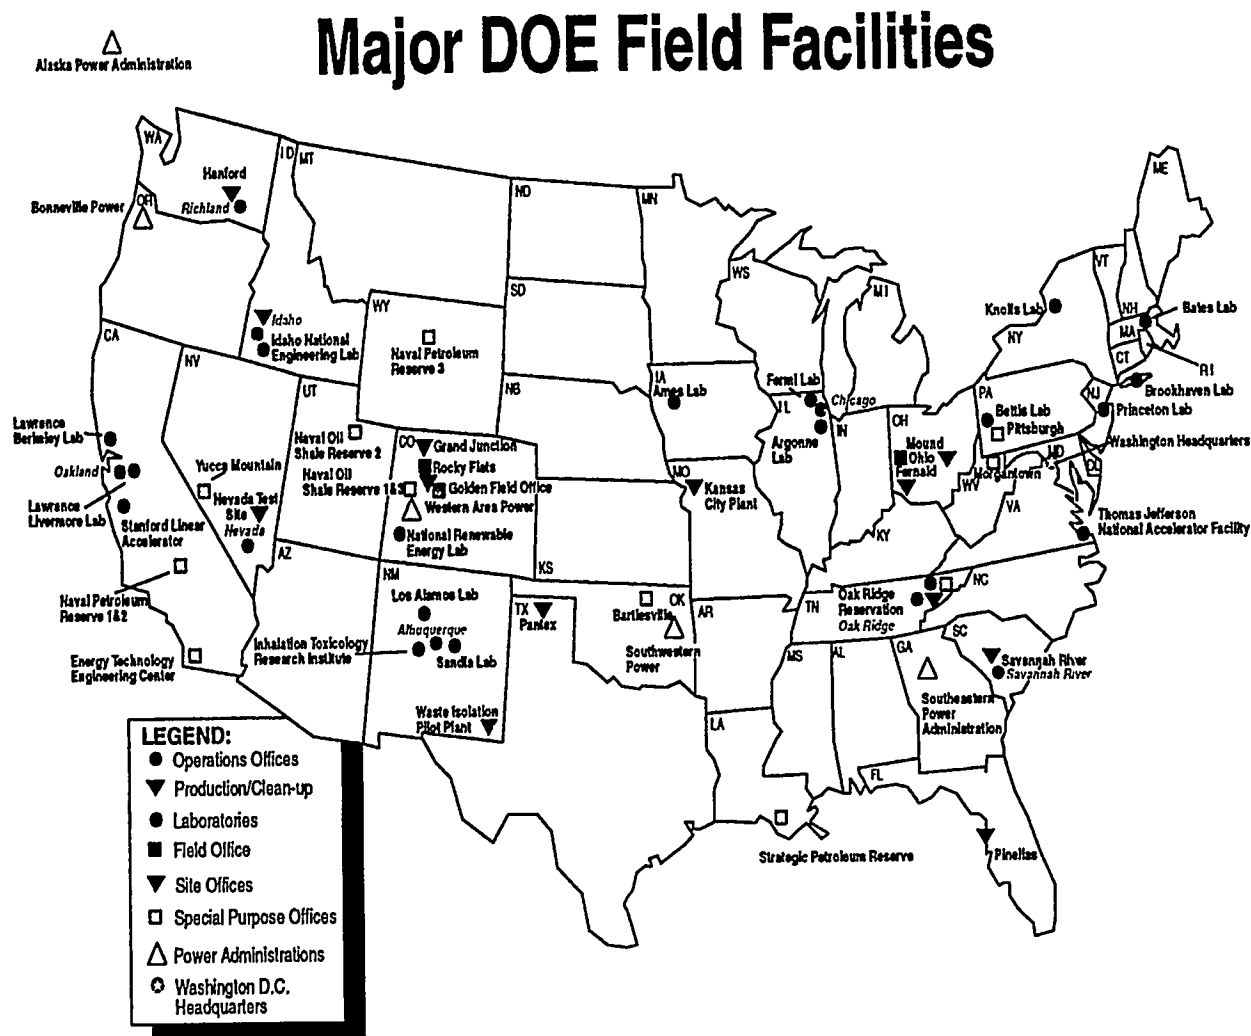 Major DOE Field Facilities
Alaska Power Administration
WA
ID
MT
ND
MN
ME
Hanford
Richland
Bonneville Power
OH
WS
MI
VT
SD
WY
CA
NY
Idaho
Idaho National
Engineering Lab
Naval Petroleum
Reserve 3
Knolls Lab
NH
Bates Lab
NY
MA
CT
RI
UT
NB
IA
Ames Lab
Fermi Lab
Chicago
IL
Argonne
Lab
IN
OH
PA
Bettis Lab
Pittsburgh
NJ
Brookhaven Lab
Princeton Lab
Washington Headquarters
Lawrence
Berkeley Lab
Oakland
Lawrence
Livermore Lab
Stanford Linear
Accelerator
Yucca Mountain
Nevada Test
Site
Nevada
Naval Oil
Shale Reserve 2
Naval Oil
Shale Reserve 1&3
CO
Grand Junction
Rocky Flats
Golden Field Office
Western Area Power
National Renewable
Energy Lab
MO
Kansas
City Plant
Mound
Ohio
Fernald
Morgantown
MD
DL
WV
VA
KY
Thomas Jefferson
National Accelerator Facility
AZ
NM
KS
Naval Petroleum
Reserve 1&2
Energy Technology
Engineering Center
Los Alamos Lab
Albuquerque
Inhalation Toxicology
Research Institute
Sandia Lab
TX
Pantex
Bartlesville
OK
Southwestern
Power
AR
TN
Oak Ridge
Reservation
Oak Ridge
NC
SC
Savannah River
Savannah River
MS
AL
GA
Southeastern
Power
Administration
Waste Isolation
Pilot Plant
LA
FL
Strategic Petroleum Reserve
Pinellas
LEGEND:
Operations Offices
Production/Clean-up
Laboratories
Field Office
Site Offices
Special Purpose Offices
Power Administrations
Washington D.C.
Headquarters